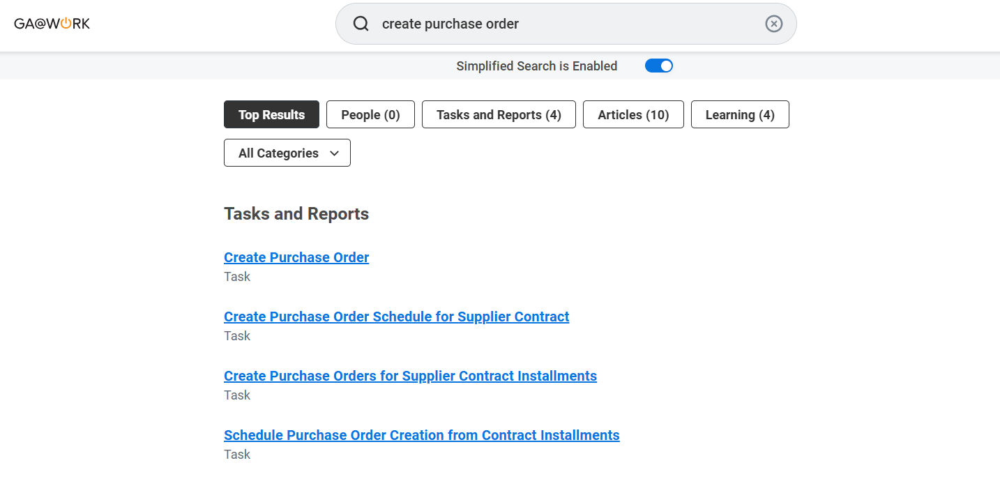 GA@WORK
create purchase order
Simplified Search is Enabled
Top Results
People (0)
Tasks and Reports (4)
Articles (10)
Learning (4)
All Categories
Tasks and Reports
Create Purchase Order
Task
Create Purchase Order Schedule for Supplier Contract
Task
Create Purchase Orders for Supplier Contract Installments
Task
Schedule Purchase Order Creation from Contract Installments
Task